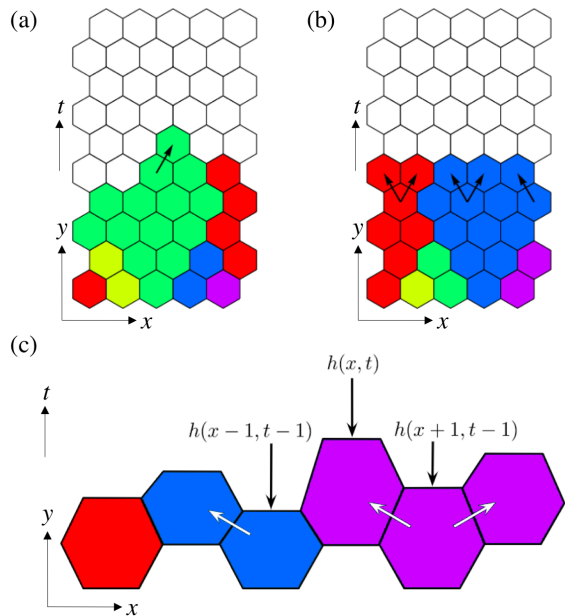 (a)
(b)
t
t
y
y
x
x
(c)
h(x,t)
t
h(x−1,t−1)
h(x+1,t−1)
y
x